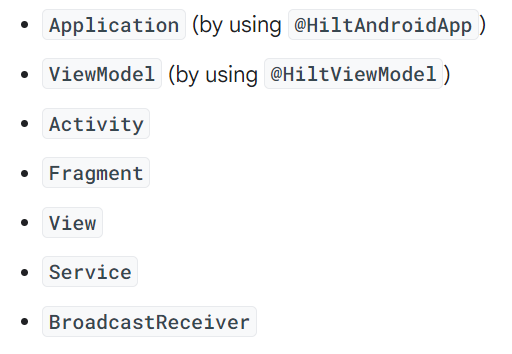 • Application (by using @HiltAndroidApp)
• ViewModel (by using @HiltViewModel)
• Activity
• Fragment
• View
• Service
• BroadcastReceiver